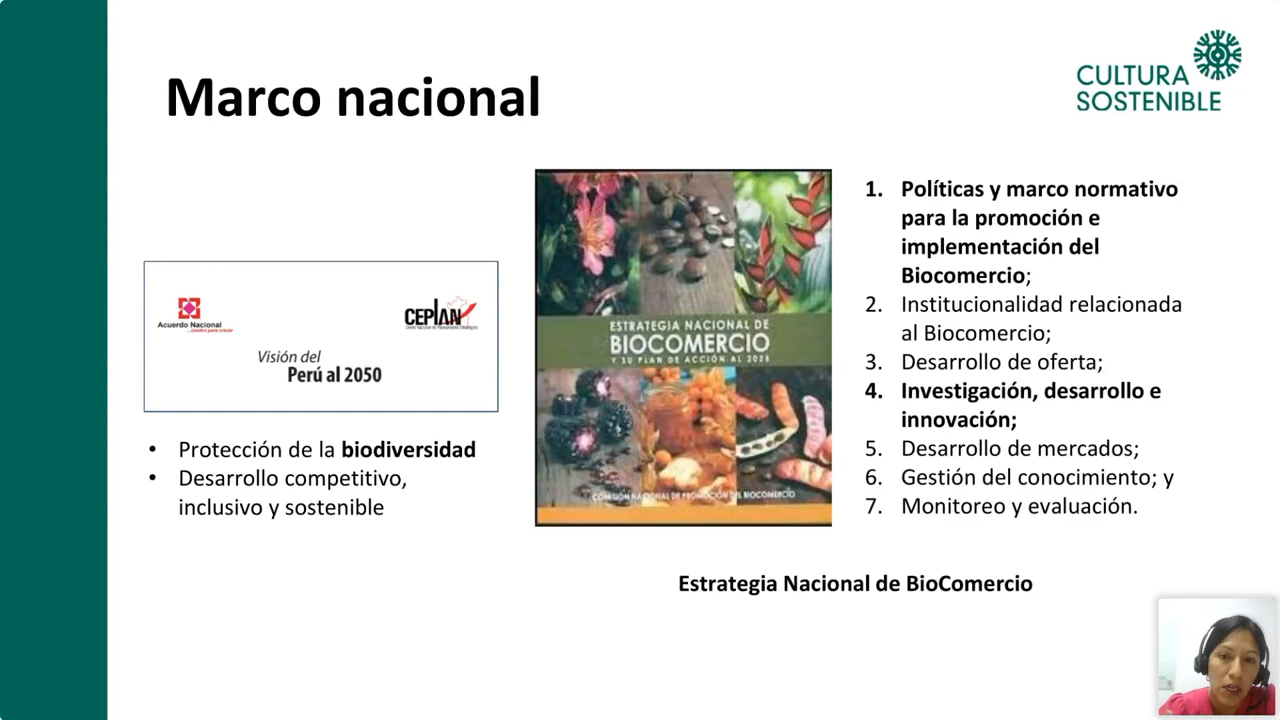 Marco nacional
CULTURA
SOSTENIBLE
Acuerdo Nacional
CEPLAN
Visión del
Perú al 2050
• Protección de la biodiversidad
• Desarrollo competitivo,
inclusivo y sostenible
ESTRATEGIA NACIONAL DE
BIOCOMERCIO
Y SU PLAN DE ACCIÓN AL 2025
COMISIÓN NACIONAL DE PROMOCIÓN DEL BIOCOMERCIO
1. Políticas y marco normativo
para la promoción e
implementación del
Biocomercio;
2. Institucionalidad relacionada
al Biocomercio;
3. Desarrollo de oferta;
4. Investigación, desarrollo e
innovación;
5. Desarrollo de mercados;
6. Gestión del conocimiento; y
7. Monitoreo y evaluación.
Estrategia Nacional de BioComercio